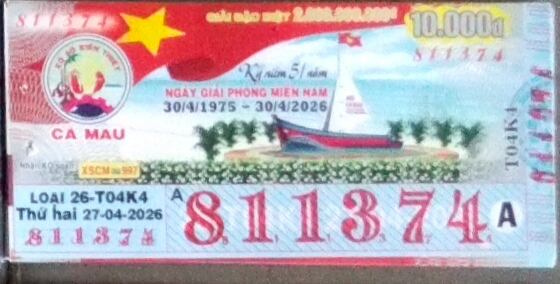 811374
GIẢI ĐẶC BIỆT 2.000.000.000đ
10.000đ
811374
XỔ SỐ KIẾN THIẾT
Kỷ niệm 51 năm
NGÀY GIẢI PHÓNG MIỀN NAM
30/4/1975 - 30/4/2026
CÀ MAU
T04K4
XSCM
997
LOẠI 26-T04K4
Thứ hai 27-04-2026
811374
A
811374
A